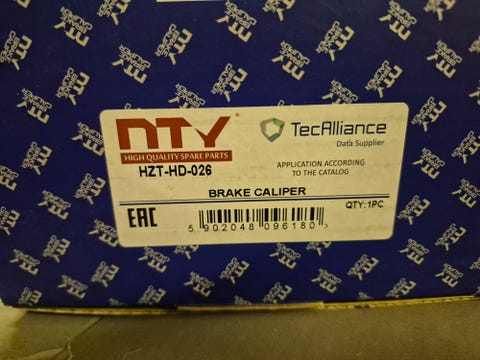 NTY
HIGH QUALITY SPARE PARTS
HZT-HD-026
TecAlliance
Data Supplier
APPLICATION ACCORDING
TO THE CATALOG
BRAKE CALIPER
EAC
QTY:1PC
5 902048 096180 >